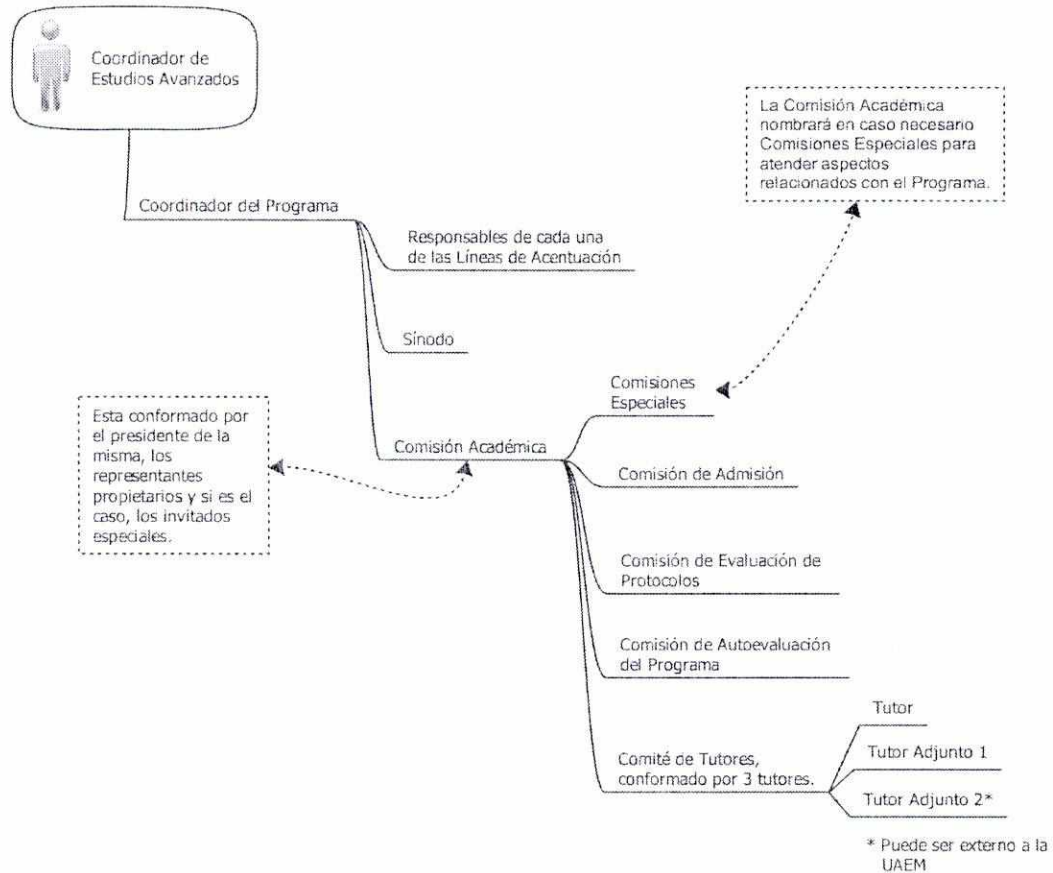 Coordinador de
Estudios Avanzados
La Comisión Académica
nombrará en caso necesario
Comisiones Especiales para
atender aspectos
relacionados con el Programa.
Coordinador del Programa
Responsables de cada una
de las Líneas de Acentuación
Sínodo
Comisiones
Especiales
Esta conformado por
el presidente de la
misma, los
representantes
propietarios y si es el
caso, los invitados
especiales.
Comisión Académica
Comisión de Admisión
Comisión de Evaluación de
Protocolos
Comisión de Autoevaluación
del Programa
Comité de Tutores,
conformado por 3 tutores.
Tutor
Tutor Adjunto 1
Tutor Adjunto 2*
* Puede ser externo a la
UAEM